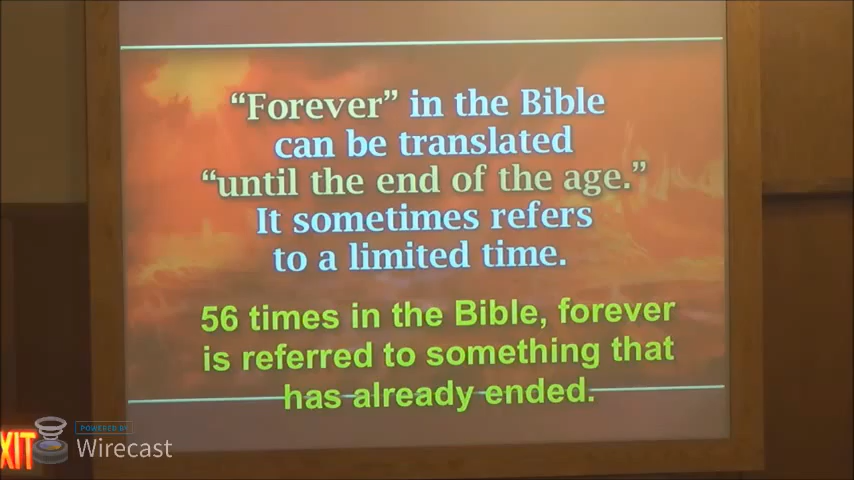 “Forever” in the Bible
can be translated
“until the end of the age.”
It sometimes refers
to a limited time.
56 times in the Bible, forever
is referred to something that
has already ended.
XIT
POWERED BY
Wirecast